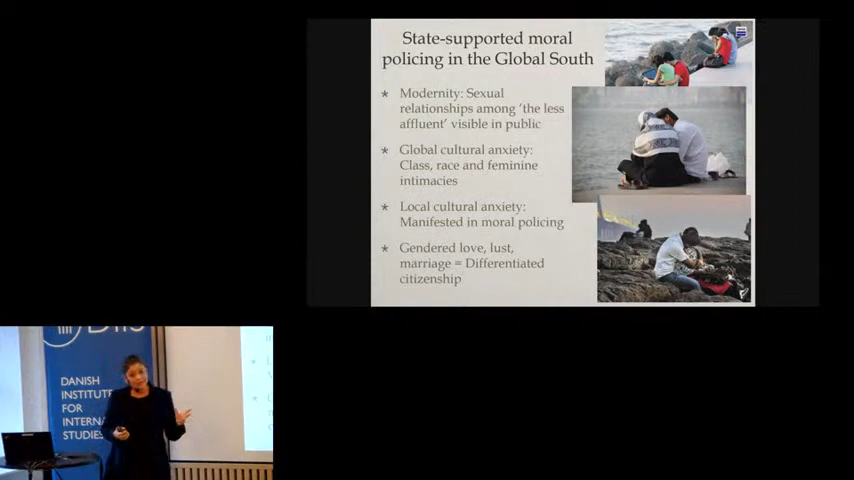 State-supported moral
policing in the Global South
* Modernity: Sexual
relationships among ‘the less
affluent’ visible in public
* Global cultural anxiety:
Class, race and feminine
intimacies
* Local cultural anxiety:
Manifested in moral policing
* Gendered love, lust,
marriage = Differentiated
citizenship
DANISH
INSTITUTE
FOR
STUDIES